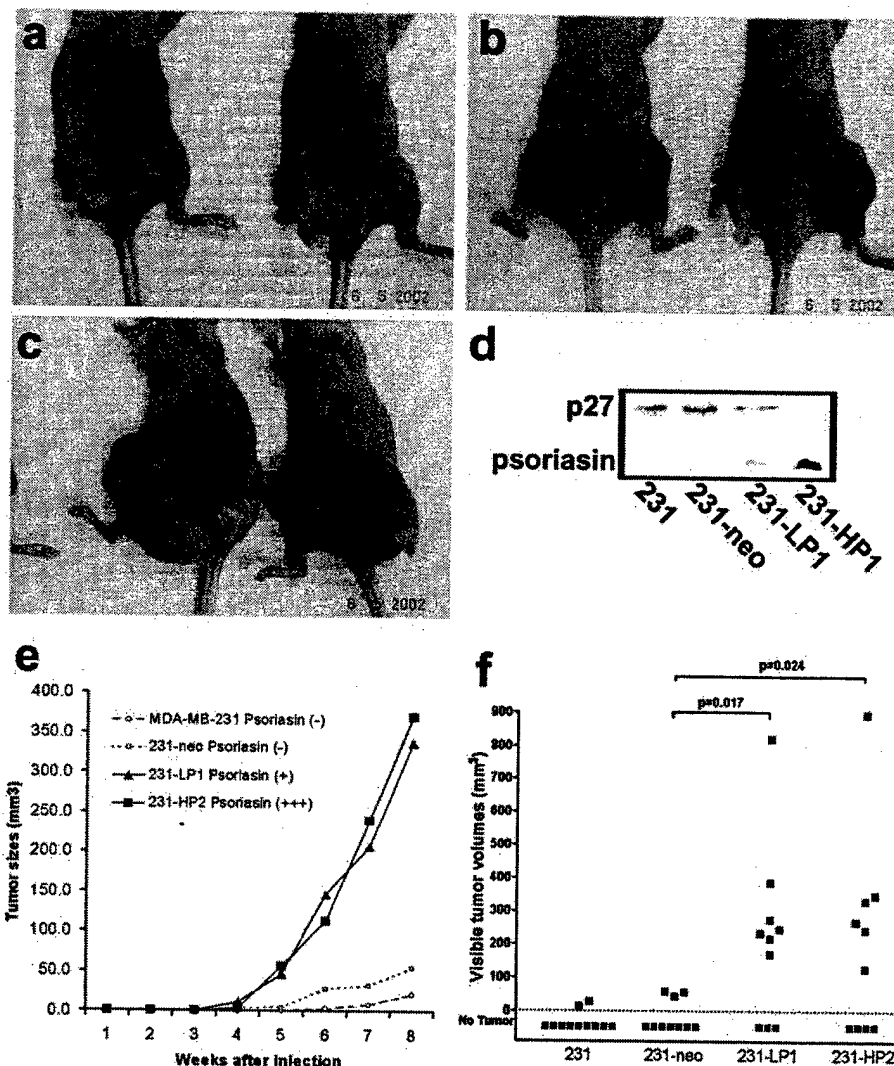 a
b
6 5 2002
6 5 2002
c
d
p27
psoriasin
231
231-neo
231-LP1
231-HP1
6 5 2002
e
f
400.0
350.0
300.0
250.0
200.0
150.0
100.0
50.0
0.0
Tumor sizes (mm3)
MDA-MB-231 Psoriasin (-)
231-neo Psoriasin (-)
231-LP1 Psoriasin (+)
231-HP2 Psoriasin (+++)
1 2 3 4 5 6 7 8
Weeks after injection
p=0.024
p=0.017
900
800
700
600
500
400
300
200
100
0
Visible tumor volumes (mm3)
No Tumor
231 231-neo 231-LP1 231-HP2